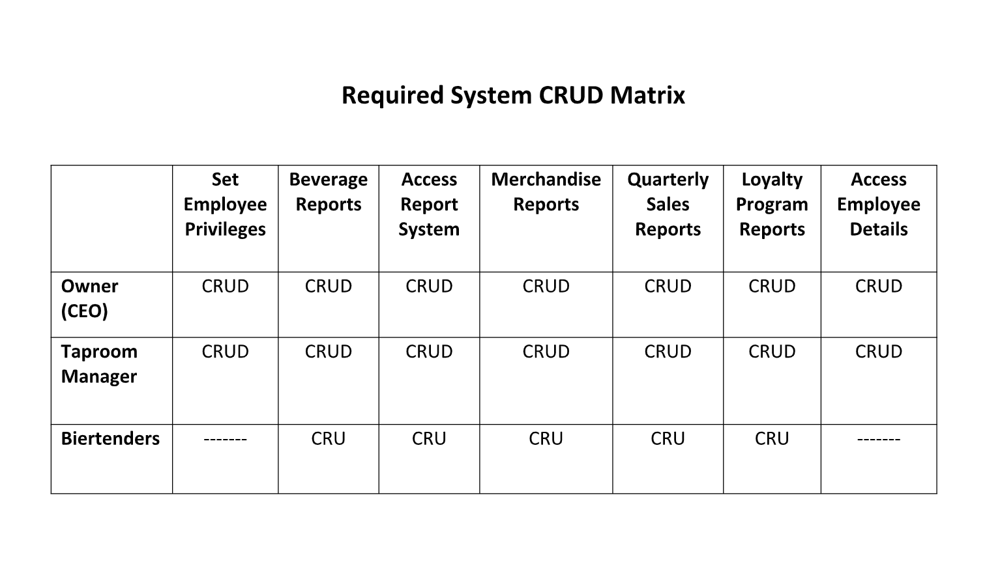 Required System CRUD Matrix
Set Employee Privileges
Beverage Reports
Access Report System
Merchandise Reports
Quarterly Sales Reports
Loyalty Program Reports
Access Employee Details
Owner (CEO) CRUD CRUD CRUD CRUD CRUD CRUD CRUD
Taproom Manager CRUD CRUD CRUD CRUD CRUD CRUD CRUD
Biertenders ------- CRU CRU CRU CRU CRU -------